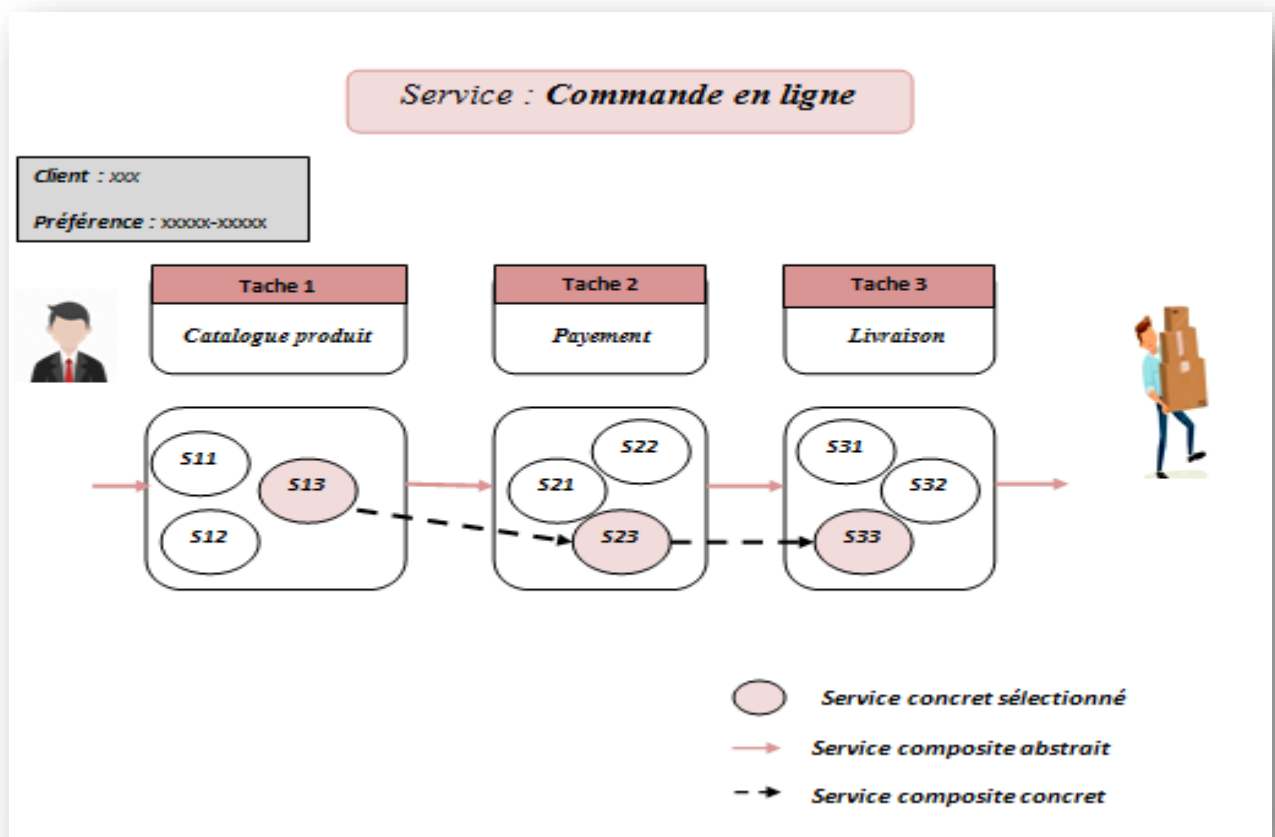 Service : Commande en ligne
Client : xxx
Préférence : xxxxx-xxxxx
Tache 1
Tache 2
Tache 3
Catalogue produit
Payement
Livraison
S11
S13
S12
S22
S21
S23
S31
S32
S33
Service concret sélectionné
Service composite abstrait
Service composite concret